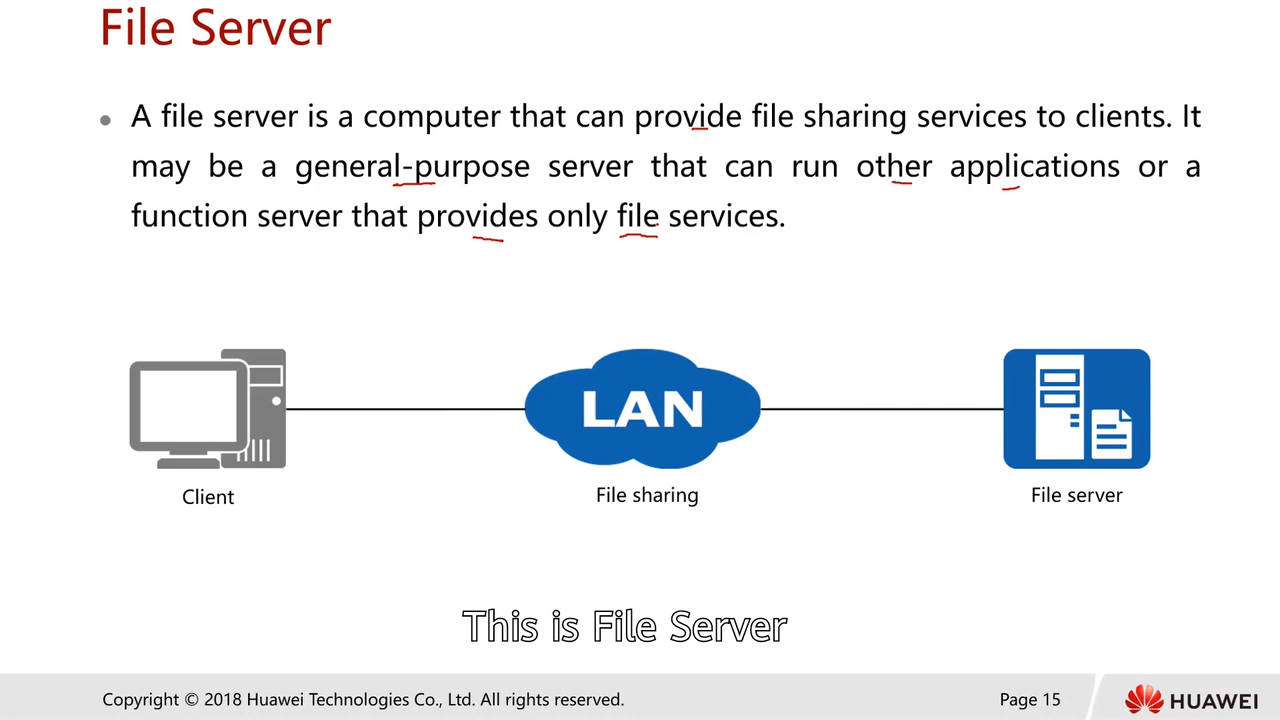 File Server
A file server is a computer that can provide file sharing services to clients. It
may be a general-purpose server that can run other applications or a
function server that provides only file services.
LAN
Client
File sharing
File server
This is File Server
Copyright © 2018 Huawei Technologies Co., Ltd. All rights reserved.
Page 15
HUAWEI